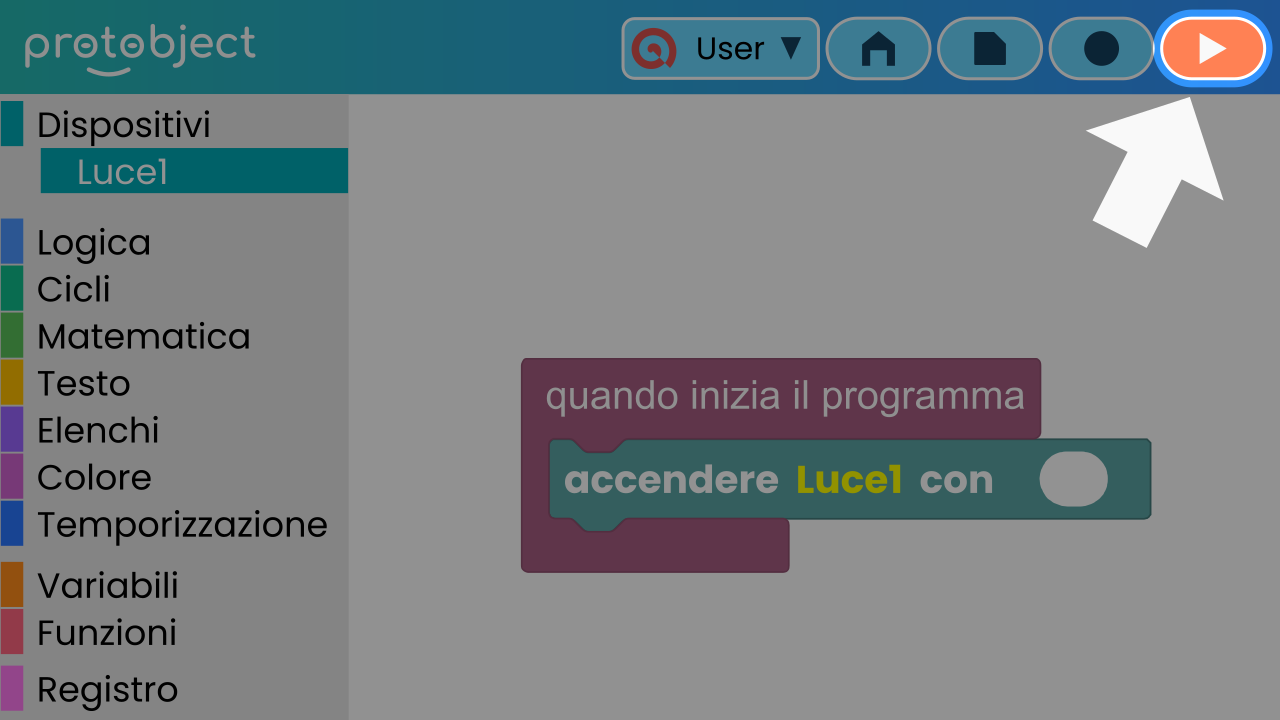 protobject
User ▼
Dispositivi
Luce1
Logica
Cicli
Matematica
Testo
Elenchi
Colore
Temporizzazione
Variabili
Funzioni
Registro
quando inizia il programma
accendere Luce1 con